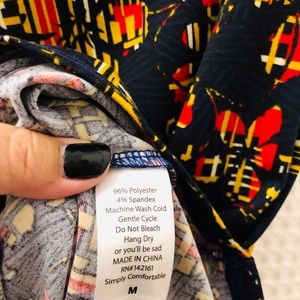 96% Polyester
4% Spandex
Machine Wash Cold
Gentle Cycle
Do Not Bleach
Hang Dry
or you'll be sad
MADE IN CHINA
RN#142161
Simply Comfortable
M